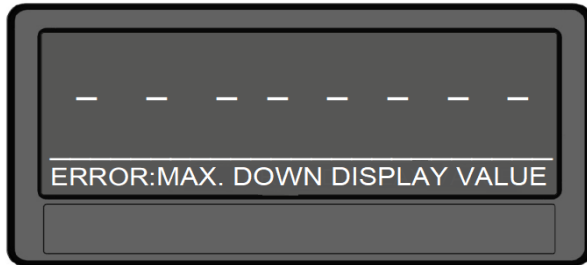 – – – – – – – –
ERROR:MAX. DOWN DISPLAY VALUE